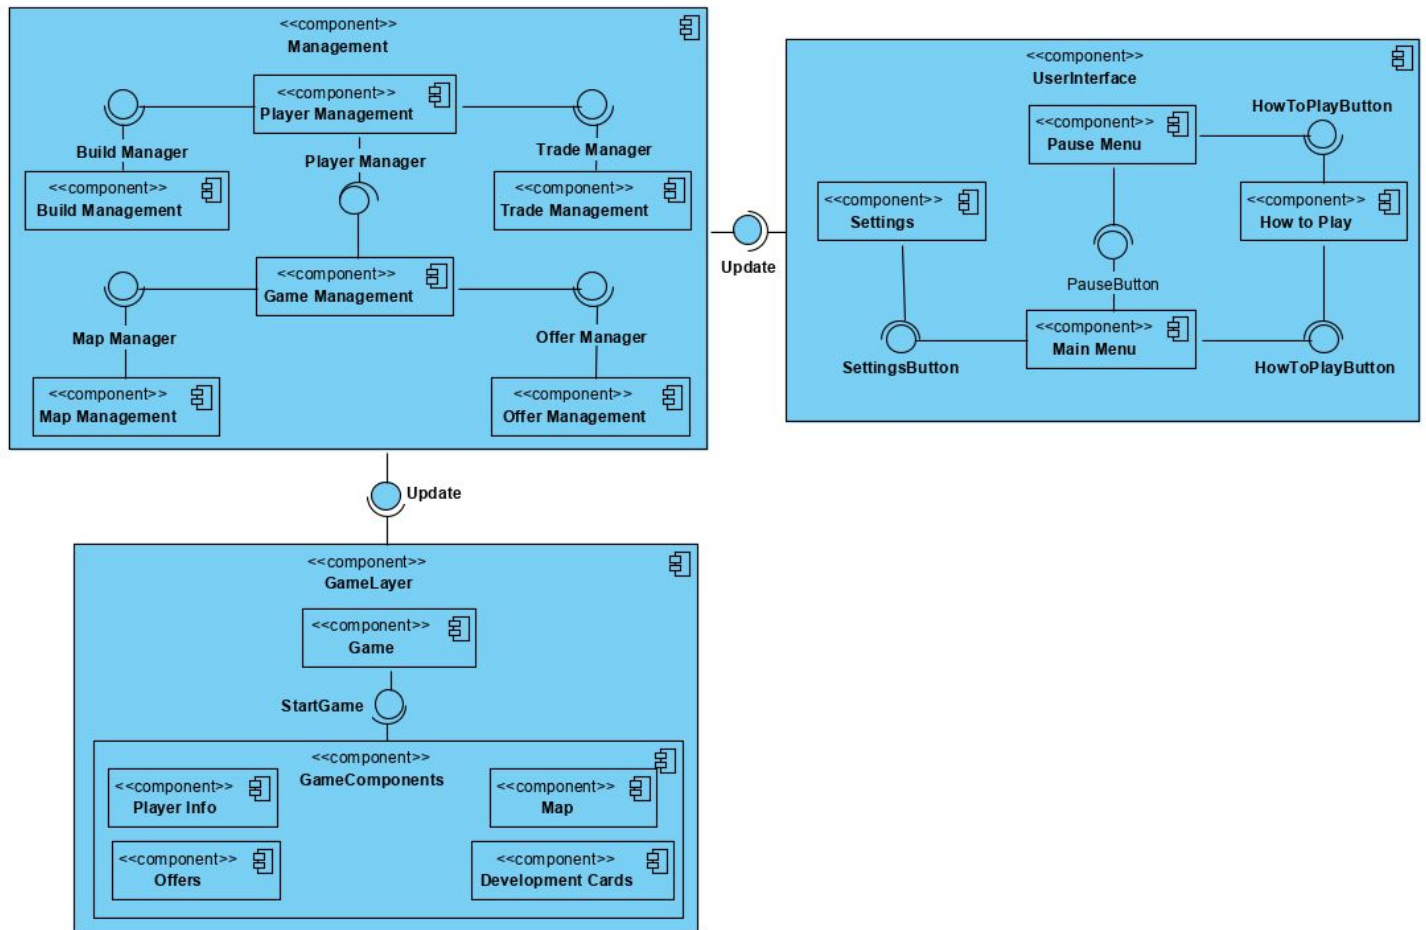 <<component>>
Management
<<component>>
Player Management
Build Manager
Player Manager
Trade Manager
<<component>>
Build Management
<<component>>
Trade Management
<<component>>
Game Management
Map Manager
Offer Manager
<<component>>
Map Management
<<component>>
Offer Management
Update
<<component>>
UserInterface
<<component>>
Pause Menu
HowToPlayButton
<<component>>
Settings
<<component>>
How to Play
PauseButton
<<component>>
Main Menu
SettingsButton
HowToPlayButton
Update
<<component>>
GameLayer
<<component>>
Game
StartGame
<<component>>
GameComponents
<<component>>
Player Info
<<component>>
Map
<<component>>
Offers
<<component>>
Development Cards